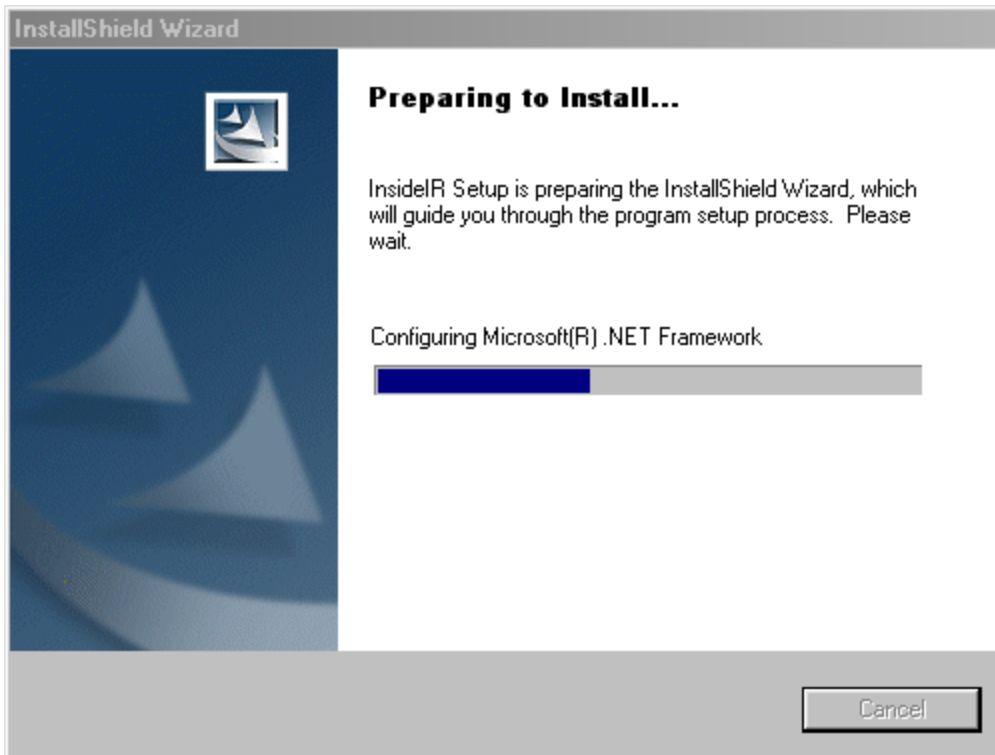 InstallShield Wizard
Preparing to Install...
InsideIR Setup is preparing the InstallShield Wizard, which
will guide you through the program setup process.  Please
wait.
Configuring Microsoft(R) .NET Framework
Cancel